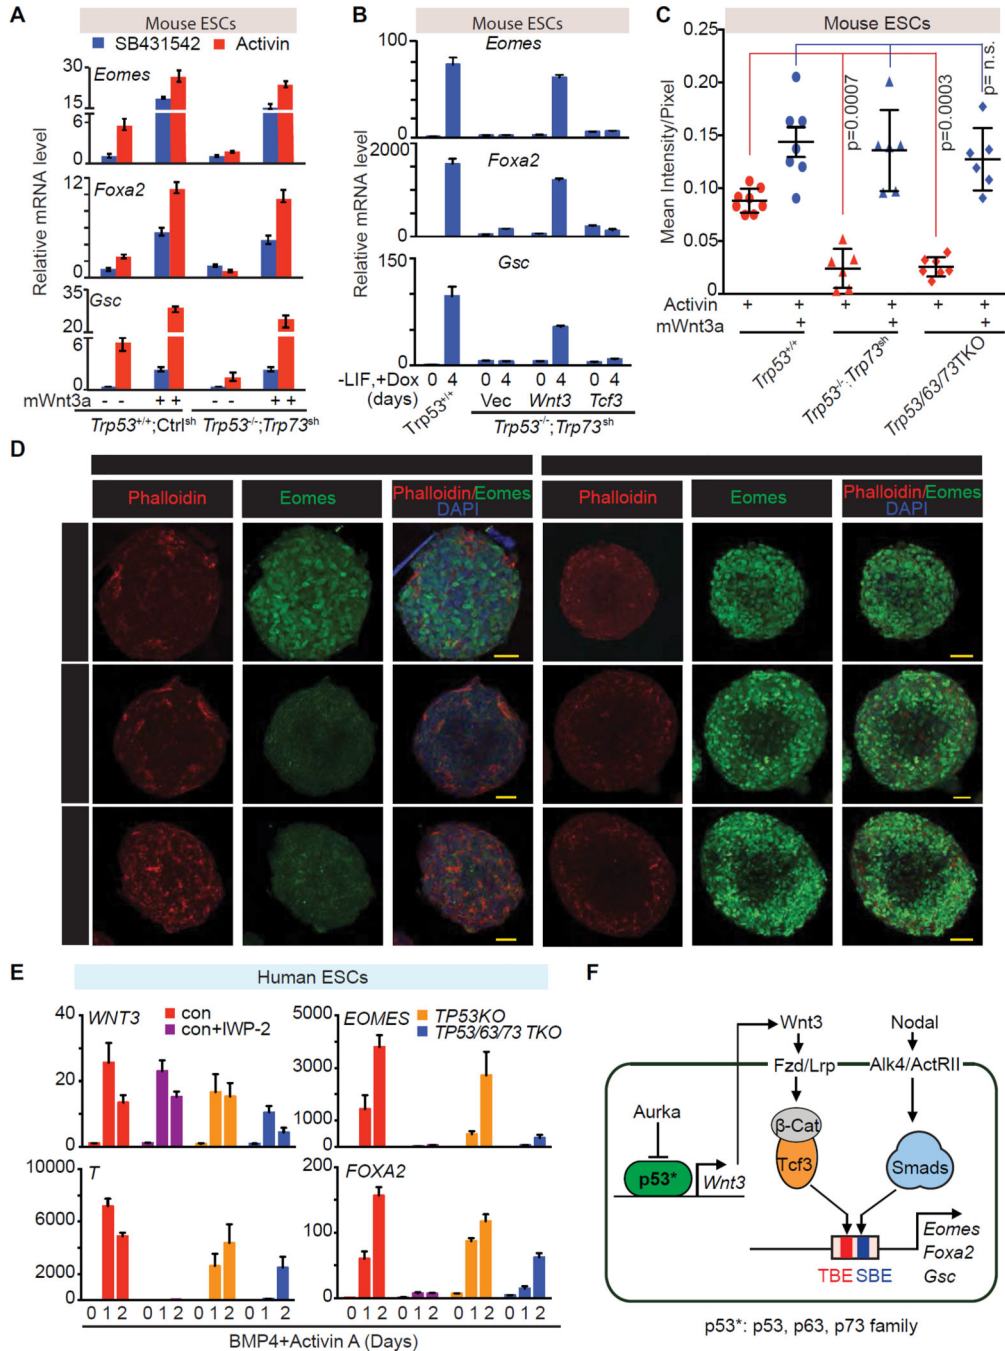 A
Mouse ESCs
SB431542 Activin
Relative mRNA level
30
15
6
0
Eomes
12
8
4
0
Foxa2
25
20
6
3
0
Gsc
mWnt3a - - + + - - + +
Trp53+/+;Ctrlsh Trp53-/-;Trp73sh
B
Mouse ESCs
Relative mRNA level
100
60
0
Eomes
2000
1000
0
Foxa2
150
0
Gsc
-LIF,+Dox 0 4 0 4 0 4 0 4
(days) Trp53+/+ Vec Wnt3 Tcf3
Trp53-/-;Trp73sh
C
Mouse ESCs
Mean Intensity/Pixel
0.20
0.15
0.10
0.05
0
p=0.0007
p=0.0003
p= n.s.
Activin + + + + + +
mWnt3a + + +
Trp53+/+
Trp53-/-;Trp73sh
Trp53/63/73TKO
D
Phalloidin Eomes Phalloidin/Eomes Phalloidin Eomes Phalloidin/Eomes
DAPI DAPI
E
Human ESCs
con
con+IWP-2
TP53KO
TP53/63/73 TKO
WNT3
40
20
0
EOMES
5000
3000
1000
0
T
10000
6000
2000
0
FOXA2
200
100
0
0 1 2 0 1 2 0 1 2 0 1 2 0 1 2 0 1 2 0 1 2 0 1 2
BMP4+Activin A (Days)
F
Wnt3 Nodal
Fzd/Lrp Alk4/ActRII
Aurka
β-Cat
Tcf3
Smads
p53*
Wnt3
Eomes
Foxa2
Gsc
TBE SBE
p53*: p53, p63, p73 family